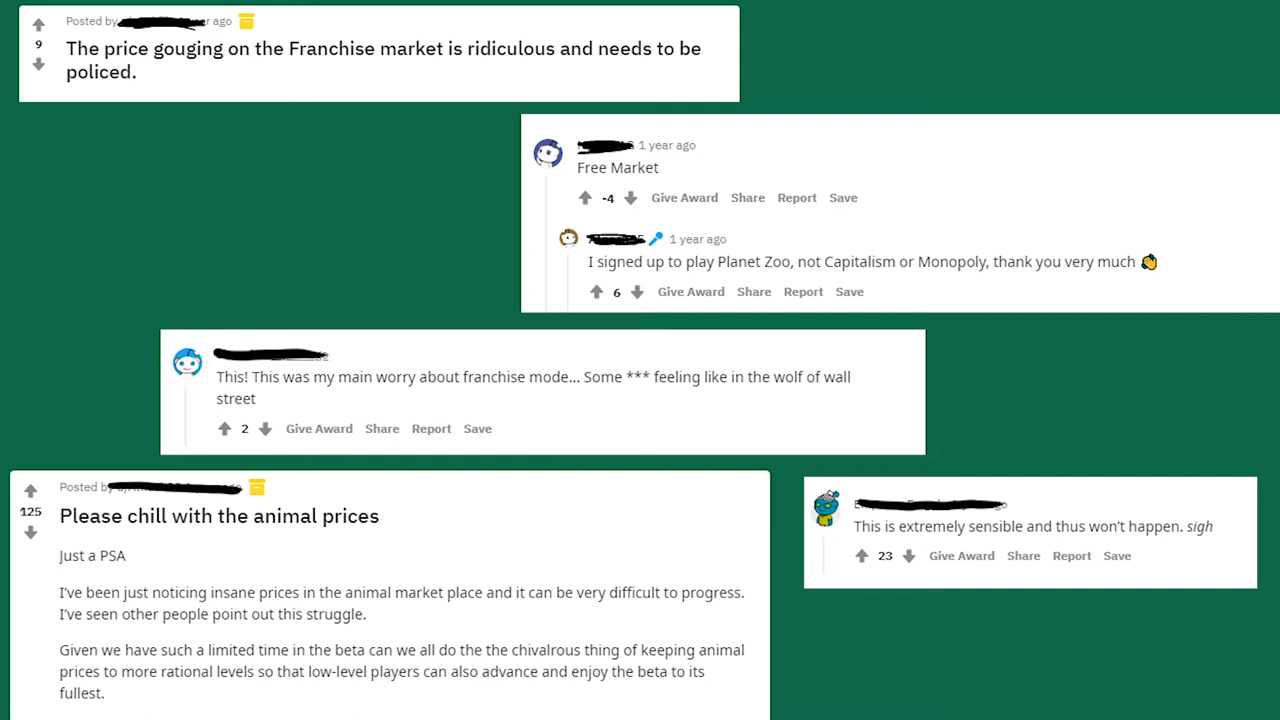 Posted by r ago
9
The price gouging on the Franchise market is ridiculous and needs to be
policed.
1 year ago
Free Market
-4 Give Award Share Report Save
1 year ago
I signed up to play Planet Zoo, not Capitalism or Monopoly, thank you very much
6 Give Award Share Report Save
This! This was my main worry about franchise mode... Some *** feeling like in the wolf of wall
street
2 Give Award Share Report Save
Posted by
125
Please chill with the animal prices
Just a PSA
I've been just noticing insane prices in the animal market place and it can be very difficult to progress.
I've seen other people point out this struggle.
Given we have such a limited time in the beta can we all do the the chivalrous thing of keeping animal
prices to more rational levels so that low-level players can also advance and enjoy the beta to its
fullest.
This is extremely sensible and thus won't happen. sigh
23 Give Award Share Report Save